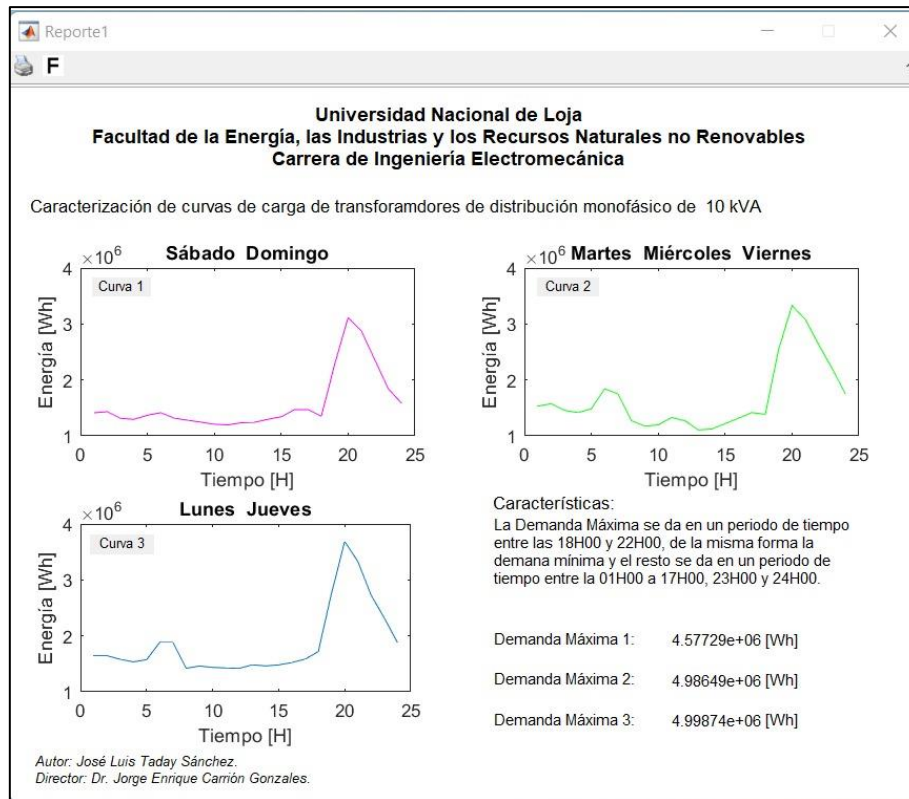 Reporte1
F
Universidad Nacional de Loja
Facultad de la Energía, las Industrias y los Recursos Naturales no Renovables
Carrera de Ingeniería Electromecánica
Caracterización de curvas de carga de transforamdores de distribución monofásico de 10 kVA
×10⁶ Sábado Domingo
Curva 1
Energía [Wh]
4
3
2
1
0 5 10 15 20 25
Tiempo [H]
×10⁶ Martes Miércoles Viernes
Curva 2
Energía [Wh]
4
3
2
1
0 5 10 15 20 25
Tiempo [H]
×10⁶ Lunes Jueves
Curva 3
Energía [Wh]
4
3
2
1
0 5 10 15 20 25
Tiempo [H]
Características:
La Demanda Máxima se da en un periodo de tiempo
entre las 18H00 y 22H00, de la misma forma la
demana mínima y el resto se da en un periodo de
tiempo entre la 01H00 a 17H00, 23H00 y 24H00.
Demanda Máxima 1: 4.57729e+06 [Wh]
Demanda Máxima 2: 4.98649e+06 [Wh]
Demanda Máxima 3: 4.99874e+06 [Wh]
Autor: José Luis Taday Sánchez.
Director: Dr. Jorge Enrique Carrión Gonzales.